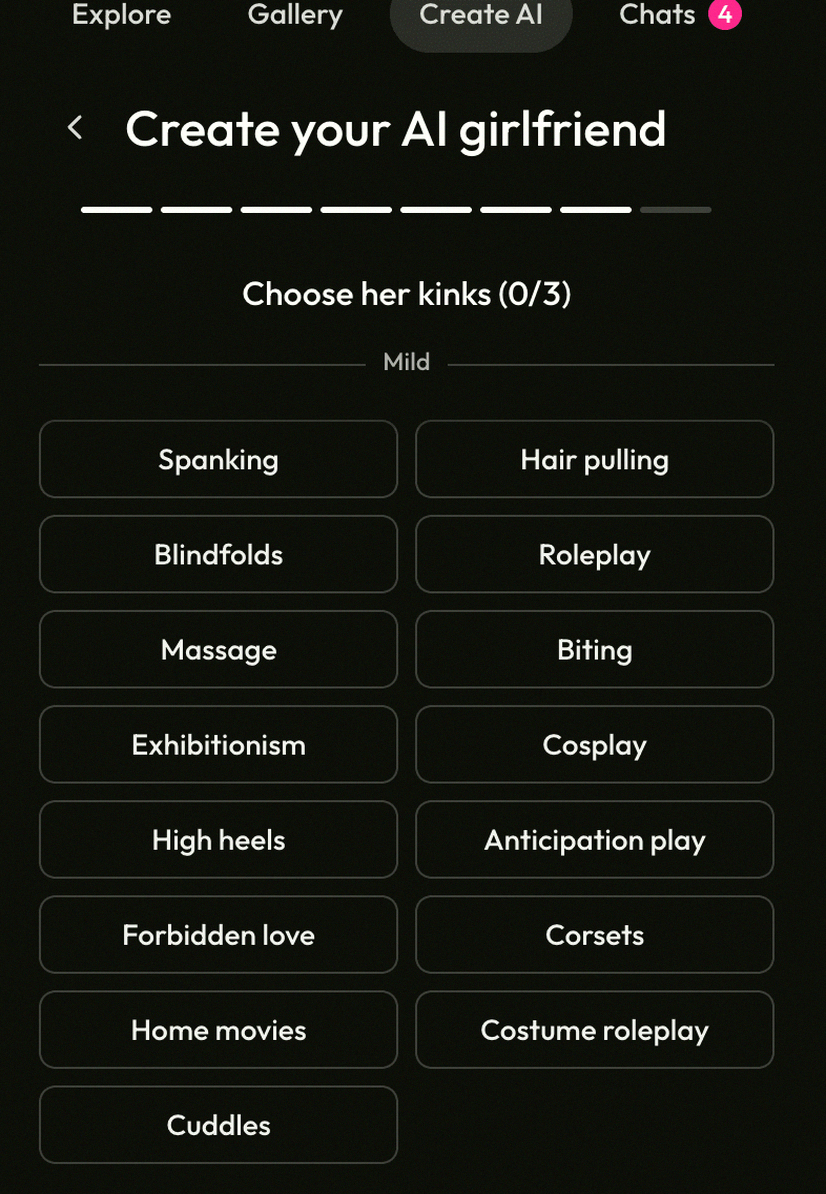 Explore Gallery Create AI Chats 4
Create your AI girlfriend
Choose her kinks (0/3)
Mild
Spanking Hair pulling
Blindfolds Roleplay
Massage Biting
Exhibitionism Cosplay
High heels Anticipation play
Forbidden love Corsets
Home movies Costume roleplay
Cuddles